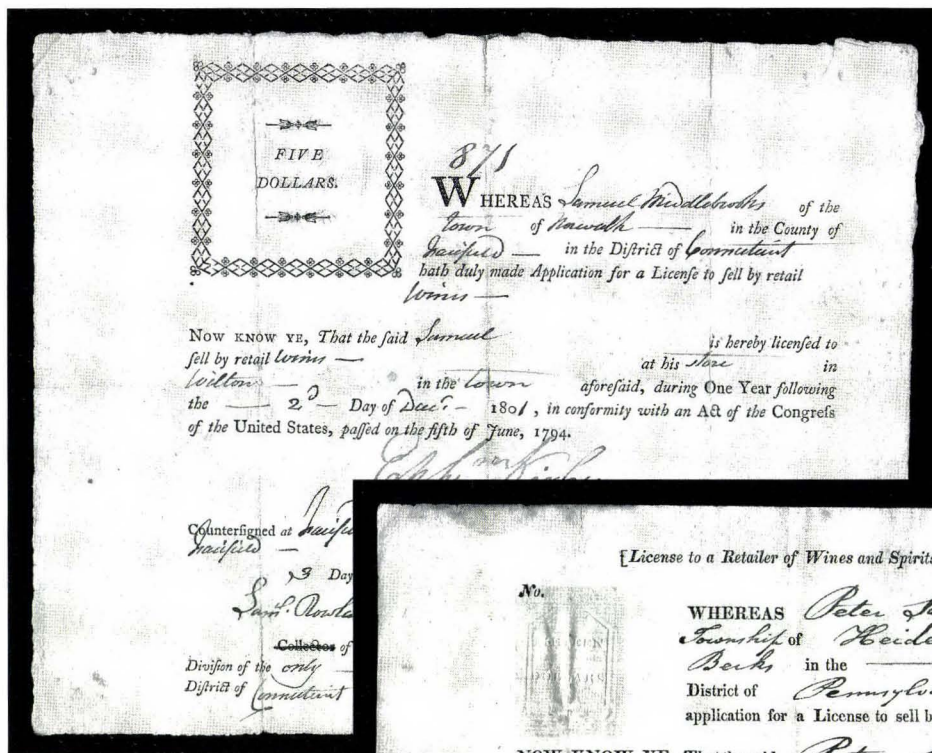 FIVE
DOLLARS.
871
WHEREAS Samuel Middlebrooks of the
town of Norwalk — in the County of
Fairfield — in the Diſtrict of Connecticut
hath duly made Application for a Licenſe to ſell by retail
Wines —
NOW KNOW YE, That the ſaid Samuel
is hereby licenſed to
ſell by retail Wines —
at his Store in
Wilton — in the town aforeſaid, during One Year following
the — 2d — Day of Decr. — 1801, in conformity with an Act of the Congreſs
of the United States, paſſed on the fifth of June, 1794.
Counterſigned at
Fairfield —
3 Day
Saml. Rowla
Collector of
Diviſion of the only
Diſtrict of Connecticut
[License to a Retailer of Wines and Spirits
No.
WHEREAS Peter
Township of Heide
Berks in the
District of Pennsylv
application for a License to sell b
NOW KNOW YE